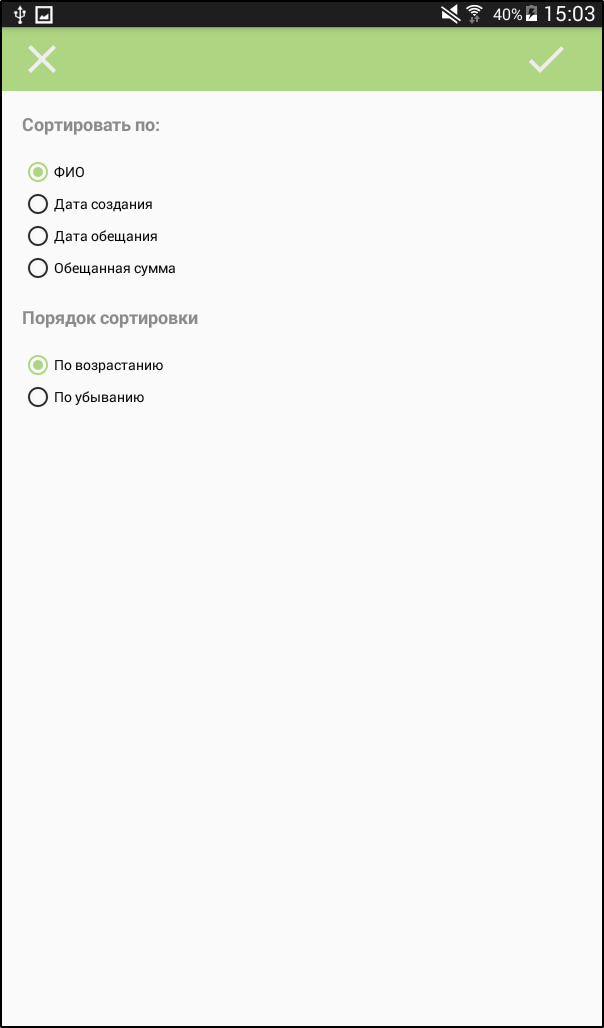 40% 15:03
Сортировать по:
ФИО
Дата создания
Дата обещания
Обещанная сумма
Порядок сортировки
По возрастанию
По убыванию